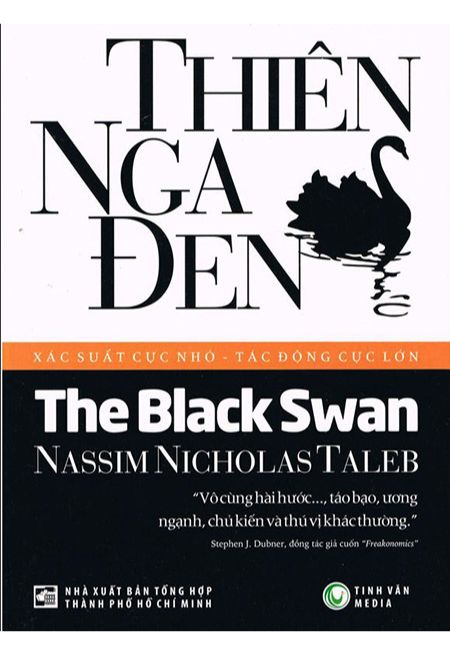 THIÊN
NGA
ĐEN
XÁC SUẤT CỰC NHỎ - TÁC ĐỘNG CỰC LỚN
The Black Swan
NASSIM NICHOLAS TALEB
“Vô cùng hài hước..., táo bạo, ương
ngạnh, chủ kiến và thú vị khác thường.”
Stephen J. Dubner, đồng tác giả cuốn “Freakonomics”
NHÀ XUẤT BẢN TỔNG HỢP
THÀNH PHỐ HỒ CHÍ MINH
TINH VĂN
MEDIA